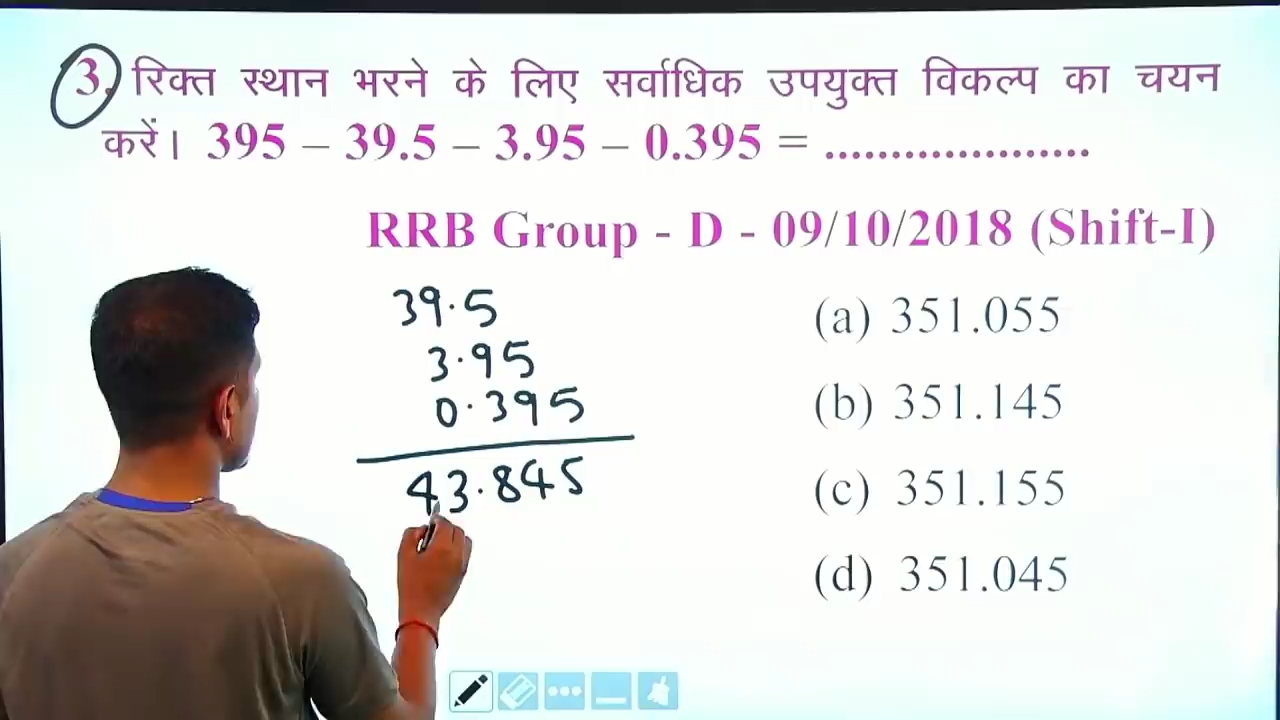 3. रिक्त स्थान भरने के लिए सर्वाधिक उपयुक्त विकल्प का चयन
करें। 395 – 39.5 – 3.95 – 0.395 = ....................
RRB Group - D - 09/10/2018 (Shift-I)
39.5
3.95
0.395
43.845
(a) 351.055
(b) 351.145
(c) 351.155
(d) 351.045